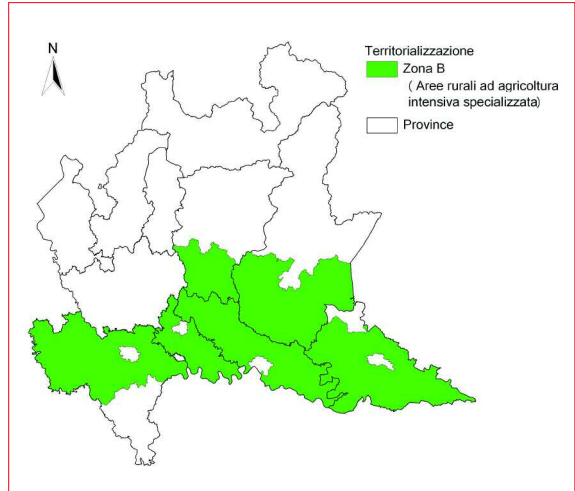 N
Territorializzazione
Zona B
( Aree rurali ad agricoltura
intensiva specializzata)
Province